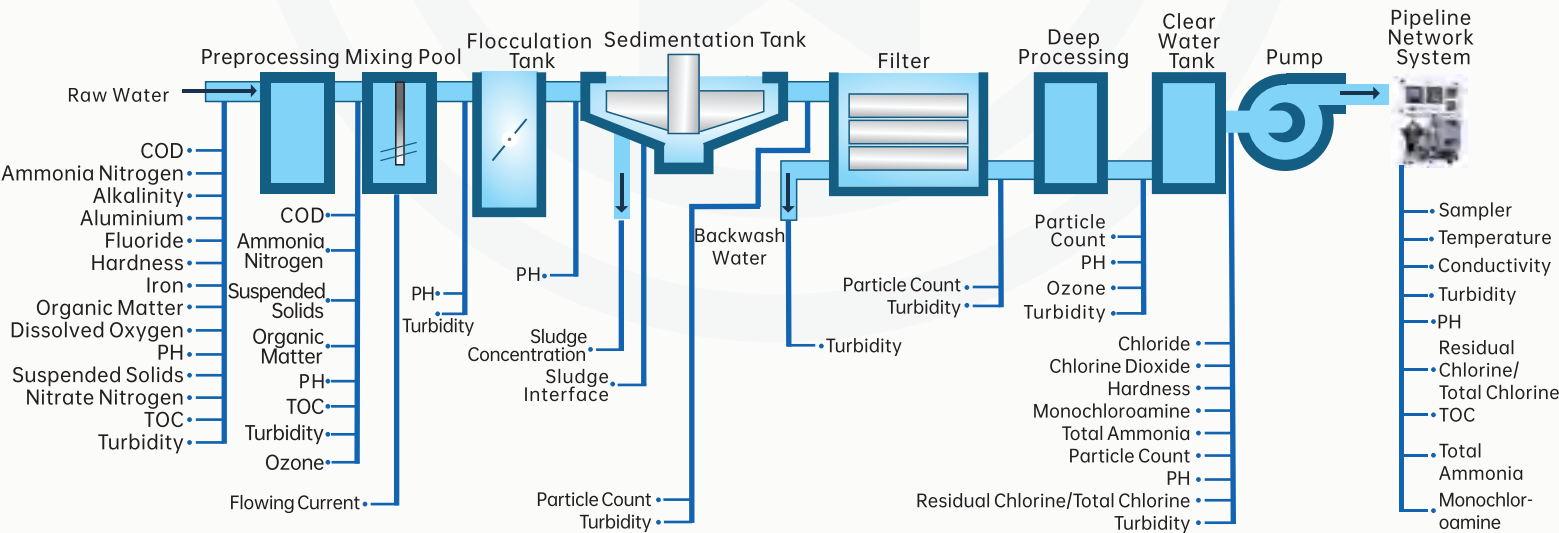 Preprocessing
Mixing Pool
Flocculation
Tank
Sedimentation Tank
Filter
Deep
Processing
Clear
Water
Tank
Pump
Pipeline
Network
System
Raw Water
COD
Ammonia Nitrogen
Alkalinity
Aluminium
Fluoride
Hardness
Iron
Organic Matter
Dissolved Oxygen
PH
Suspended Solids
Nitrate Nitrogen
TOC
Turbidity
COD
Ammonia
Nitrogen
Suspended
Solids
Organic
Matter
PH
TOC
Turbidity
Ozone
Flowing Current
PH
Turbidity
PH
Sludge
Concentration
Sludge
Interface
Particle Count
Turbidity
Backwash
Water
Turbidity
Particle Count
Turbidity
Particle
Count
PH
Ozone
Turbidity
Chloride
Chlorine Dioxide
Hardness
Monochloroamine
Total Ammonia
Particle Count
PH
Residual Chlorine/Total Chlorine
Turbidity
Sampler
Temperature
Conductivity
Turbidity
PH
Residual
Chlorine/
Total Chlorine
TOC
Total
Ammonia
Monochlor-
oamine